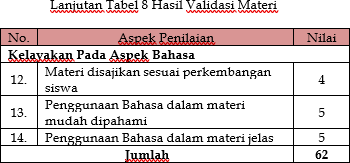 Lanjutan Tabel 8 Hasil Validasi Materi
No. Aspek Penilaian Nilai
Kelayakan Pada Aspek Bahasa
12. Materi disajikan sesuai perkembangan siswa 4
13. Penggunaan Bahasa dalam materi mudah dipahami 5
14. Penggunaan Bahasa dalam materi jelas 5
Jumlah 62